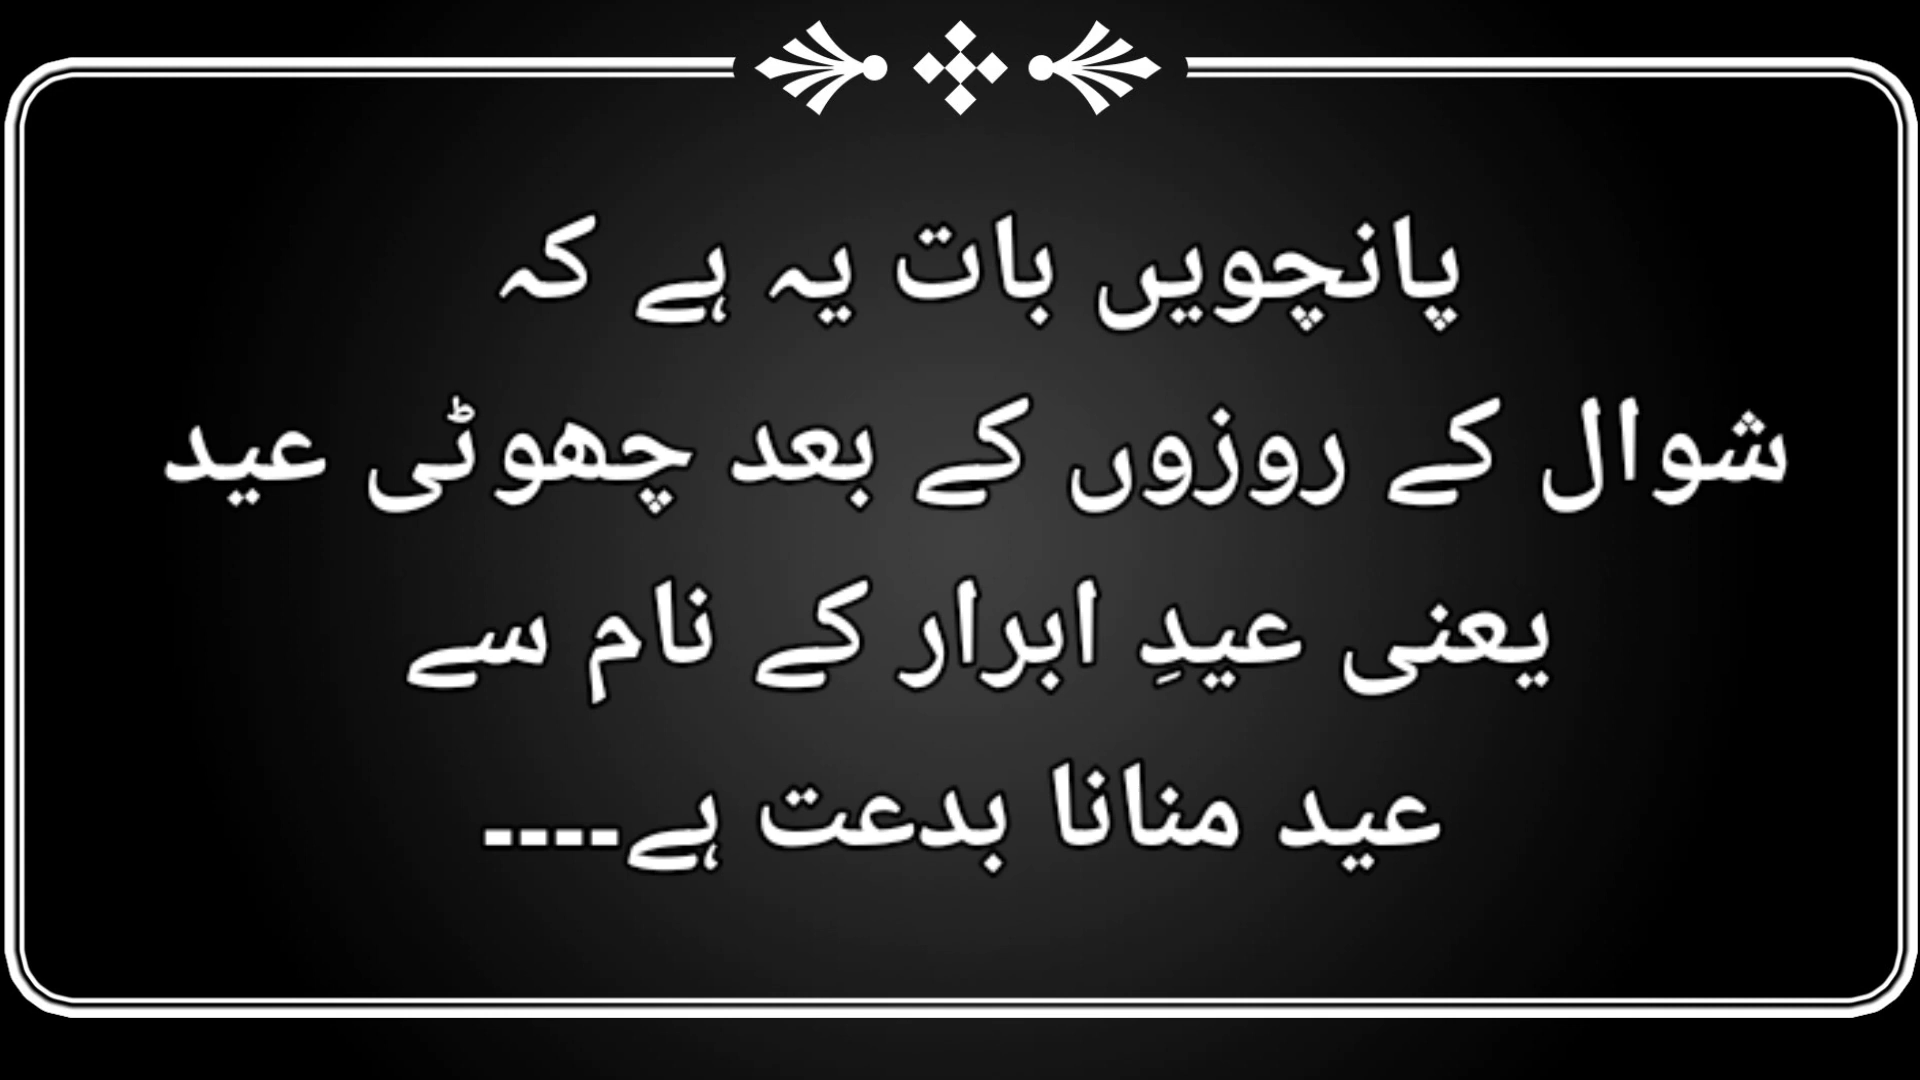 پانچویں بات یہ ہے کہ
شوال کے روزوں کے بعد چھوٹی عید
یعنی عیدِ ابرار کے نام سے
عید منانا بدعت ہے----